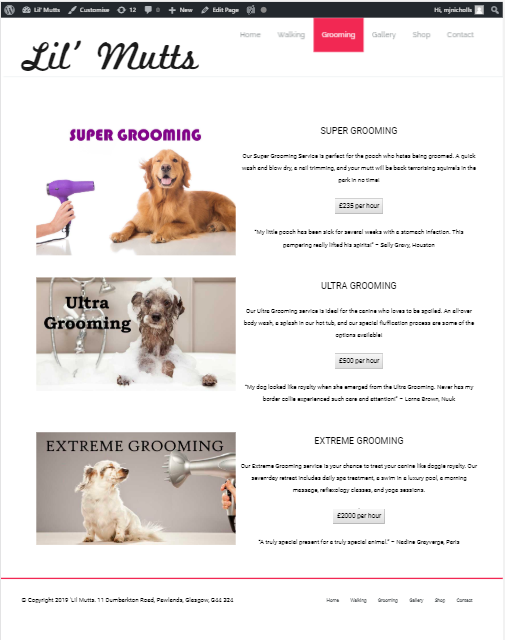 Lil' Mutts Customise 12 0 New Edit Page Hi, mjnicholls
Lil' Mutts
Home Walking Grooming Gallery Shop Contact
SUPER GROOMING
SUPER GROOMING
Our Super Grooming Service is perfect for the pooch who hates being groomed. A quick
wash and blow dry, a nail trimming, and your mutt will be back terrorising squirrels in the
park in no time!
£235 per hour
"My little pooch has been sick for several weeks with a stomach infection. This
pampering really lifted his spirits!" – Sally Gravy, Houston
Ultra
Grooming
ULTRA GROOMING
Our Ultra Grooming service is ideal for the canine who loves to be spoiled. An all-over
body wash, a splash in our hot tub, and our special fluffication process are some of the
options available!
£500 per hour
"My dog looked like royalty when she emerged from the Ultra Grooming. Never has my
border collie experienced such care and attention!" – Lorna Brown, Nuuk
EXTREME GROOMING
EXTREME GROOMING
Our Extreme Grooming service is your chance to treat your canine like doggie royalty. Our
seven-day retreat includes daily spa treatment, a swim in a luxury pool, a morning
massage, reflexology classes, and yoga sessions.
£2000 per hour
"A truly special present for a truly special animal." – Nadine Greyverge, Paris
© Copyright 2019 'Lil Mutts. 11 Dumberkton Road, Pawlands, Glasgow, G44 334
Home Walking Grooming Gallery Shop Contact